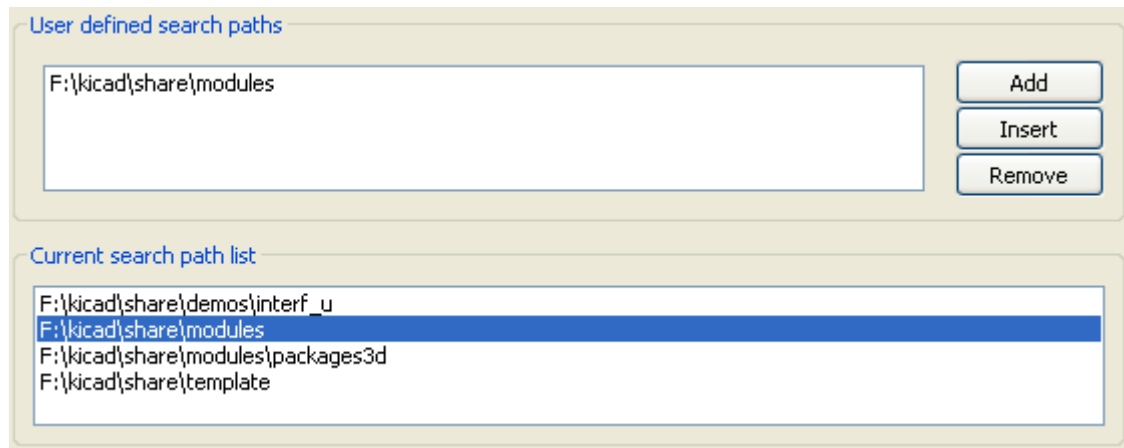 User defined search paths
F:\kicad\share\modules
Add
Insert
Remove
Current search path list
F:\kicad\share\demos\interf_u
F:\kicad\share\modules
F:\kicad\share\modules\packages3d
F:\kicad\share\template